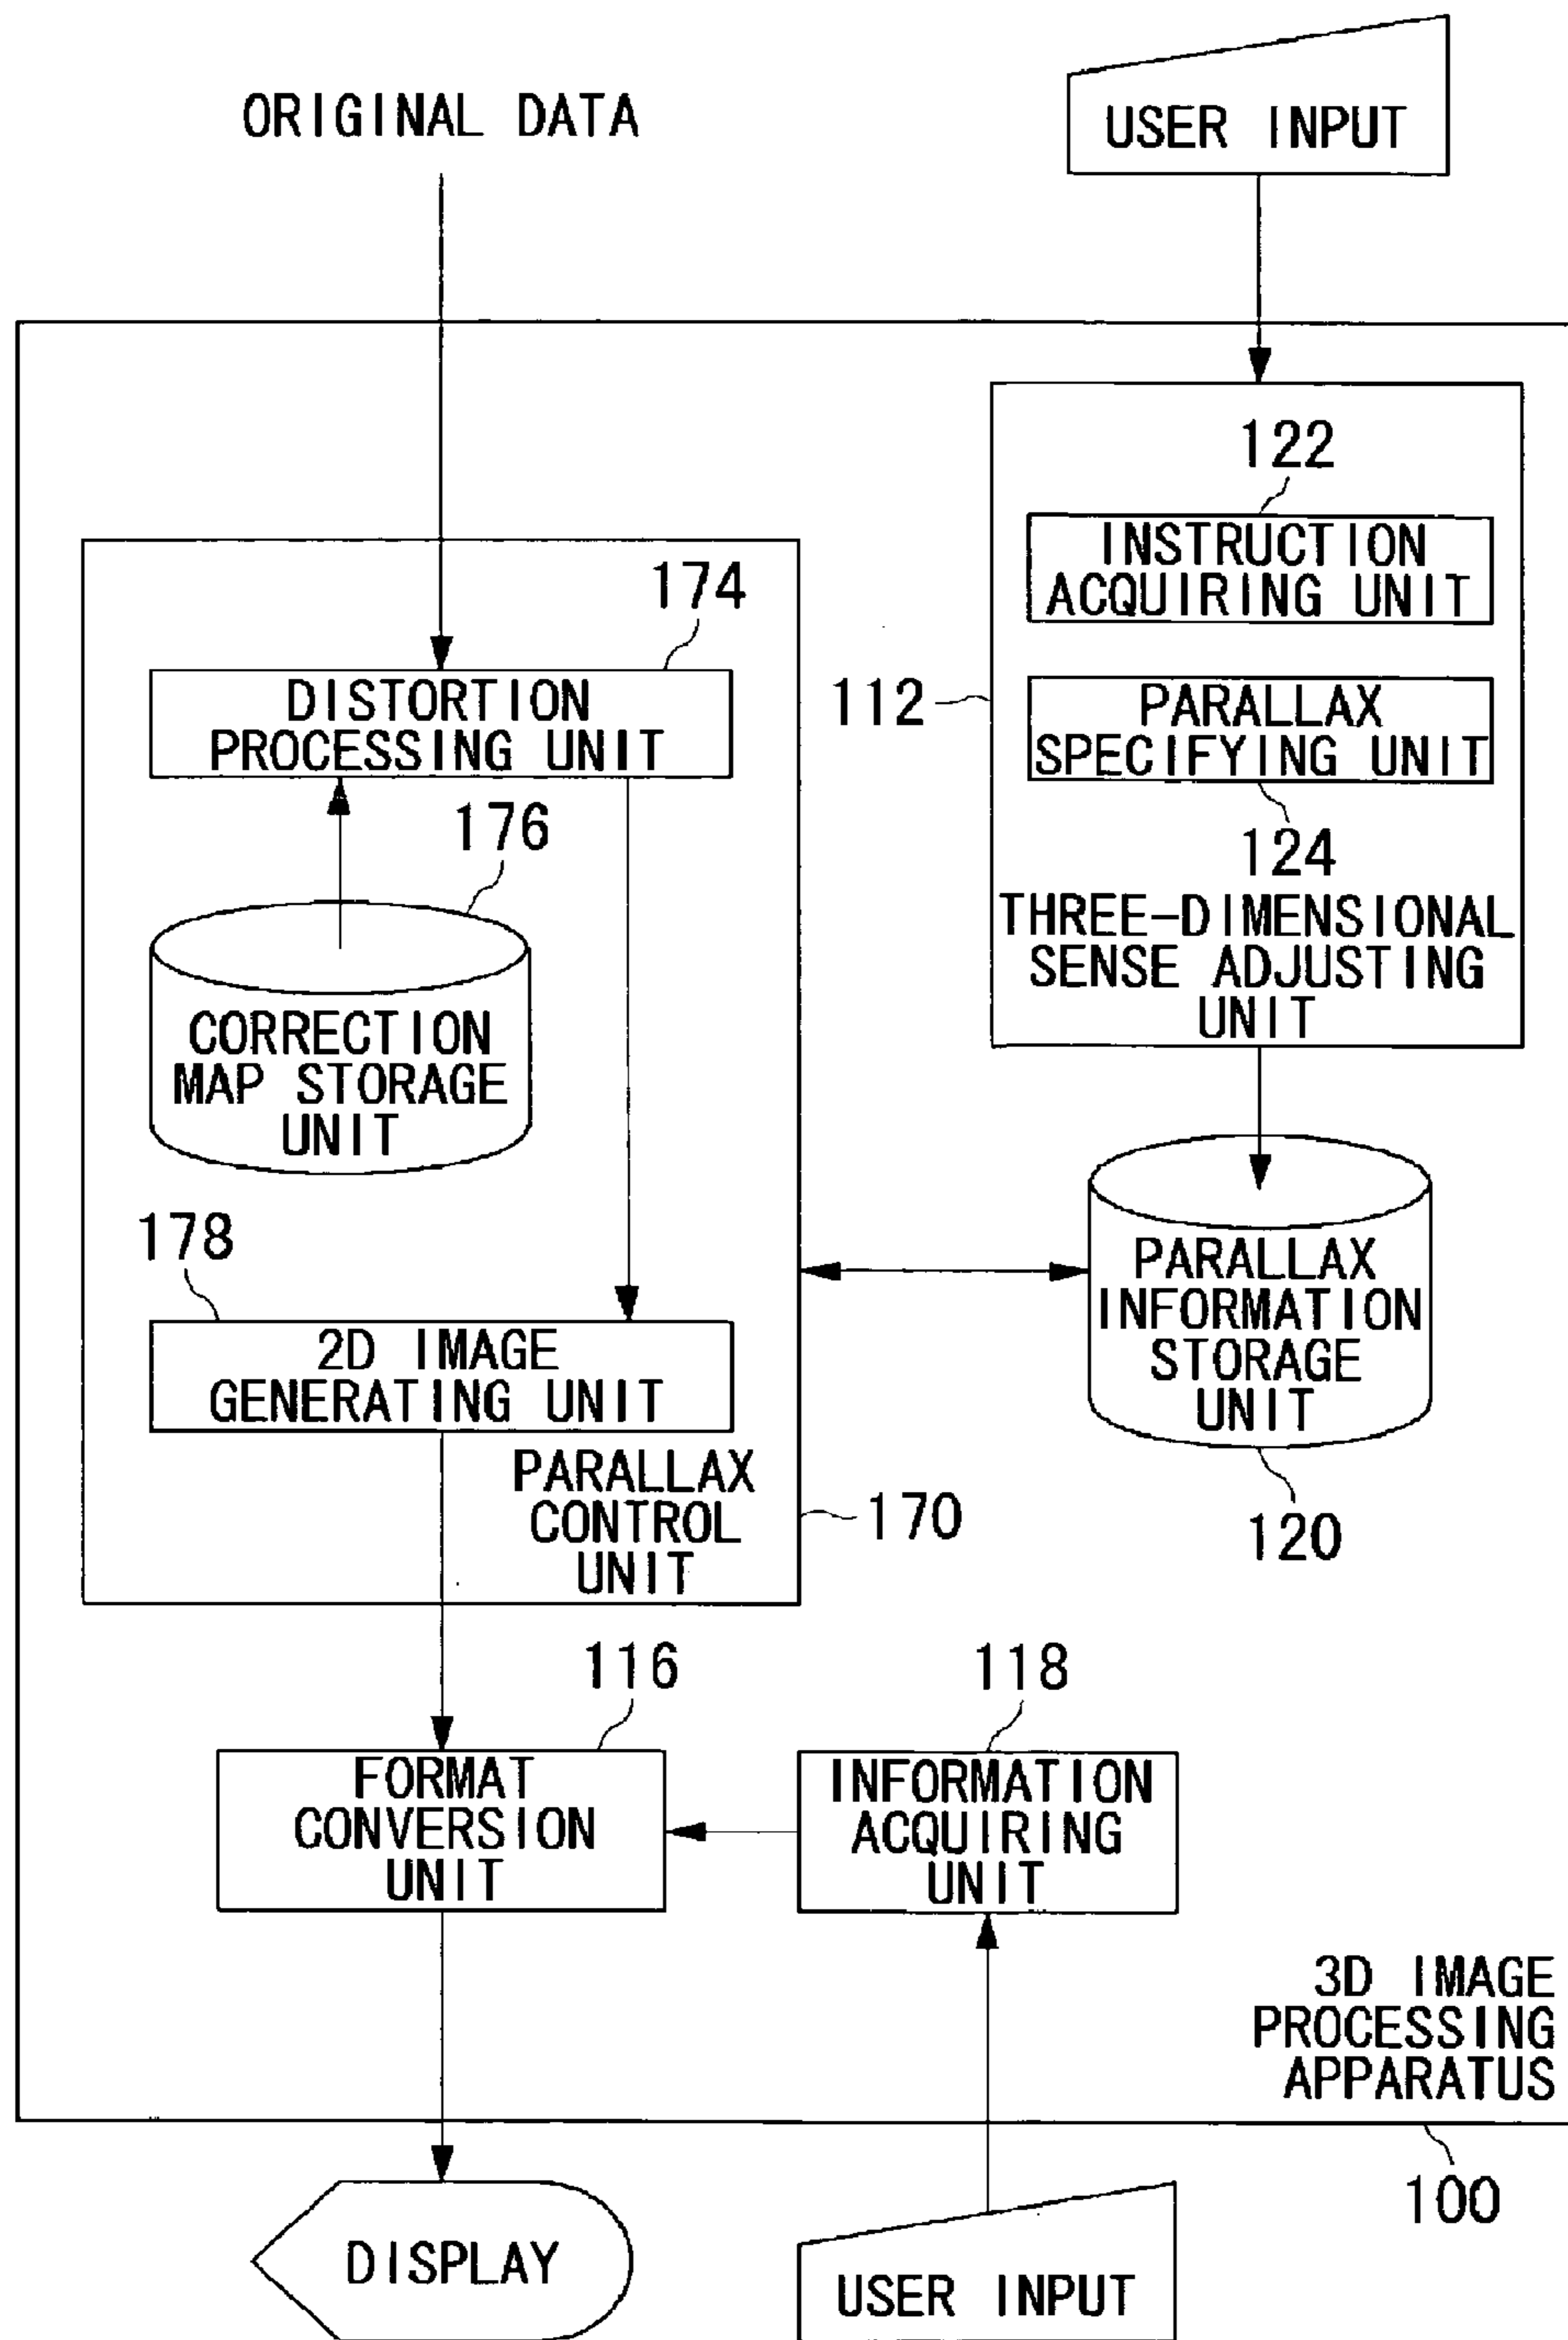 ORIGINAL DATA
USER INPUT
122
INSTRUCTION
ACQUIRING UNIT
174
DISTORTION
PROCESSING UNIT
112
PARALLAX
SPECIFYING UNIT
124
176
THREE-DIMENSIONAL
SENSE ADJUSTING
UNIT
CORRECTION
MAP STORAGE
UNIT
178
2D IMAGE
GENERATING UNIT
PARALLAX
INFORMATION
STORAGE
UNIT
PARALLAX
CONTROL
UNIT
170
120
116
118
FORMAT
CONVERSION
UNIT
INFORMATION
ACQUIRING
UNIT
3D IMAGE
PROCESSING
APPARATUS
100
DISPLAY
USER INPUT